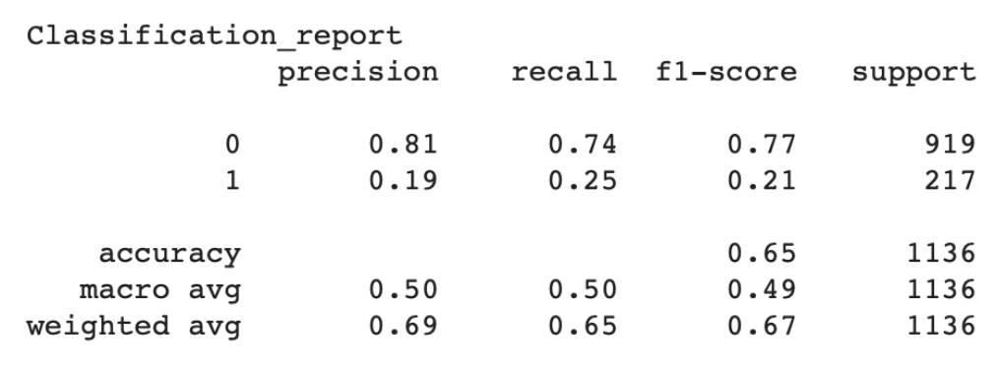 Classification_report
precision recall f1-score support
0 0.81 0.74 0.77 919
1 0.19 0.25 0.21 217
accuracy 0.65 1136
macro avg 0.50 0.50 0.49 1136
weighted avg 0.69 0.65 0.67 1136